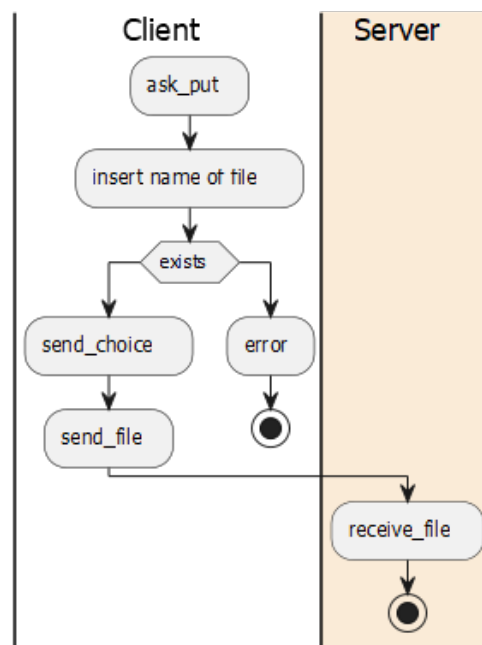 Client
Server
ask_put
insert name of file
exists
send_choice
error
send_file
receive_file